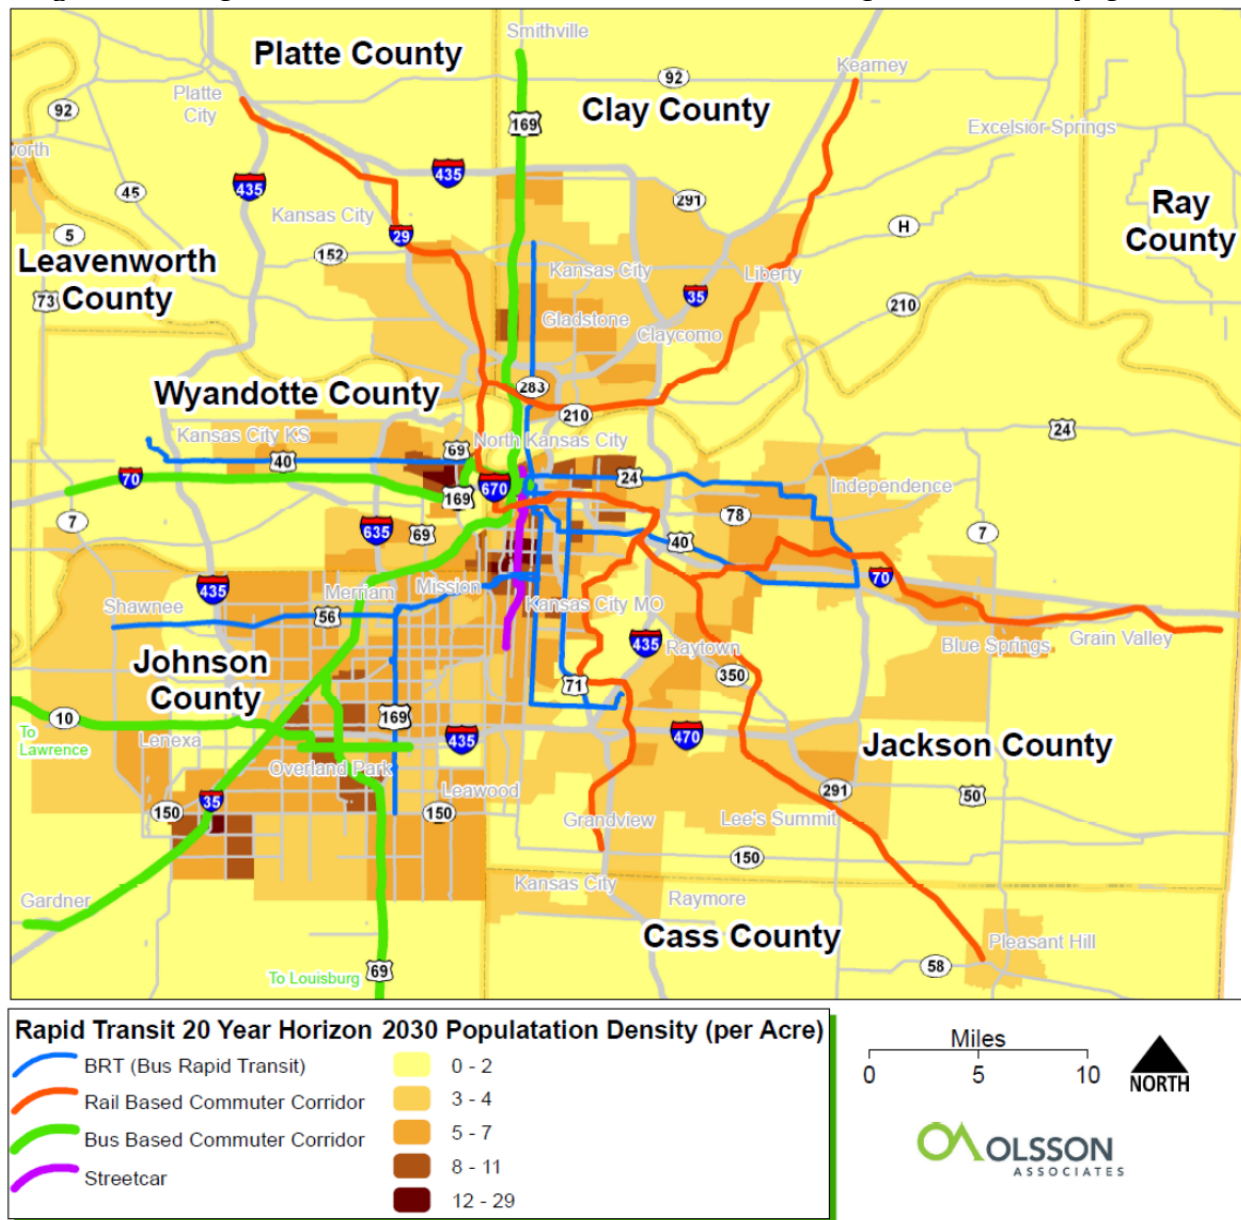 Smithville
Platte County
Kearney
92
Platte
City
Clay County
92
169
Excelsior Springs
orth
435
435
45
291
Ray
County
Kansas City
H
5
29
152
Leavenworth
County
Kansas City
Liberty
73
35
210
Gladstone
Claycomo
Wyandotte County
283
210
Kansas City KS
North Kansas City
24
69
40
70
670
24
169
Independence
7
78
7
635
69
40
70
435
Merriam
Mission
Shawnee
Kansas City MO
56
435
Raytown
Blue Springs
Grain Valley
Johnson
County
350
71
169
10
To
Lawrence
Lenexa
435
470
Jackson County
Overland Park
Leawood
291
50
35
150
150
Grandview
Lee's Summit
150
Kansas City
Gardner
Raymore
Cass County
Pleasant Hill
To Louisburg
69
58
Rapid Transit 20 Year Horizon
BRT (Bus Rapid Transit)
Rail Based Commuter Corridor
Bus Based Commuter Corridor
Streetcar
2030 Populatation Density (per Acre)
0 - 2
3 - 4
5 - 7
8 - 11
12 - 29
Miles
0 5 10
NORTH
OLSSON
ASSOCIATES